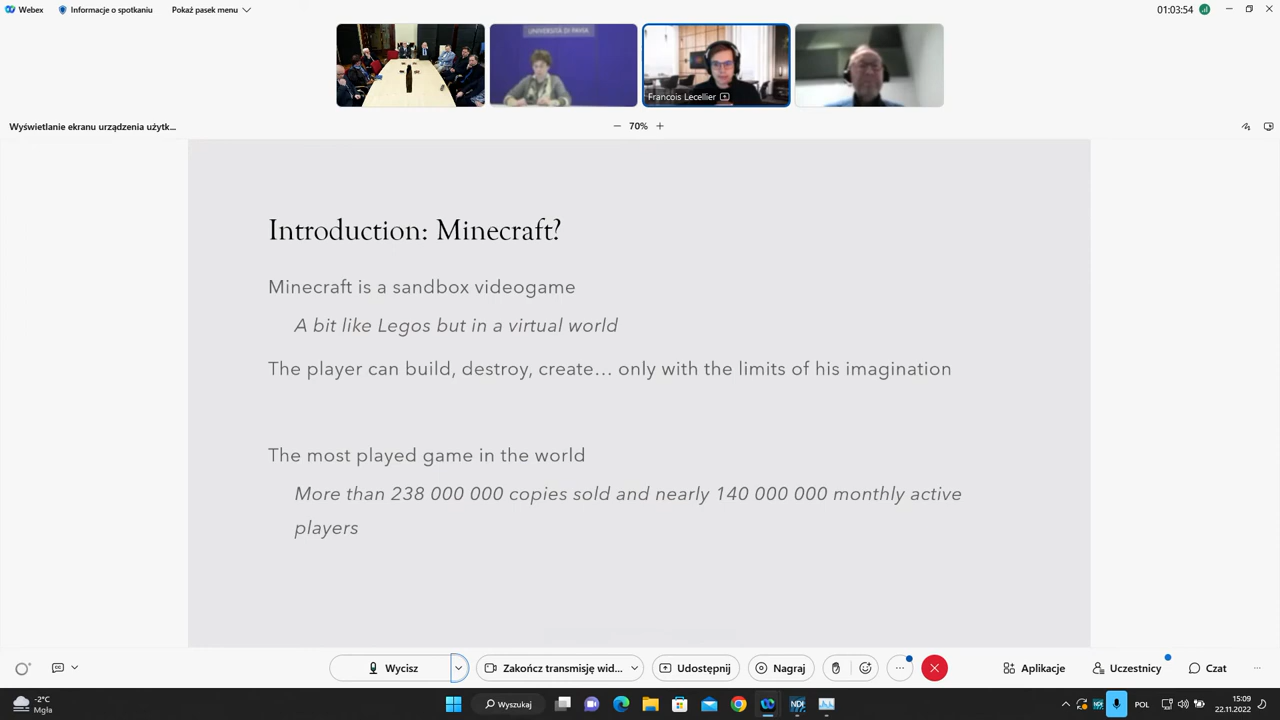 Webex
Informacje o spotkaniu
Pokaż pasek menu
01:03:54
UNIVERSITÀ DI PAVIA
Francois Lecellier
Wyświetlanie ekranu urządzenia użytk...
70%
Introduction: Minecraft?
Minecraft is a sandbox videogame
A bit like Legos but in a virtual world
The player can build, destroy, create… only with the limits of his imagination
The most played game in the world
More than 238 000 000 copies sold and nearly 140 000 000 monthly active
players
Wycisz
Zakończ transmisję wid...
Udostępnij
Nagraj
Aplikacje
Uczestnicy
Czat
-2°C
Mgła
Wyszukaj
POL
15:09
22.11.2022